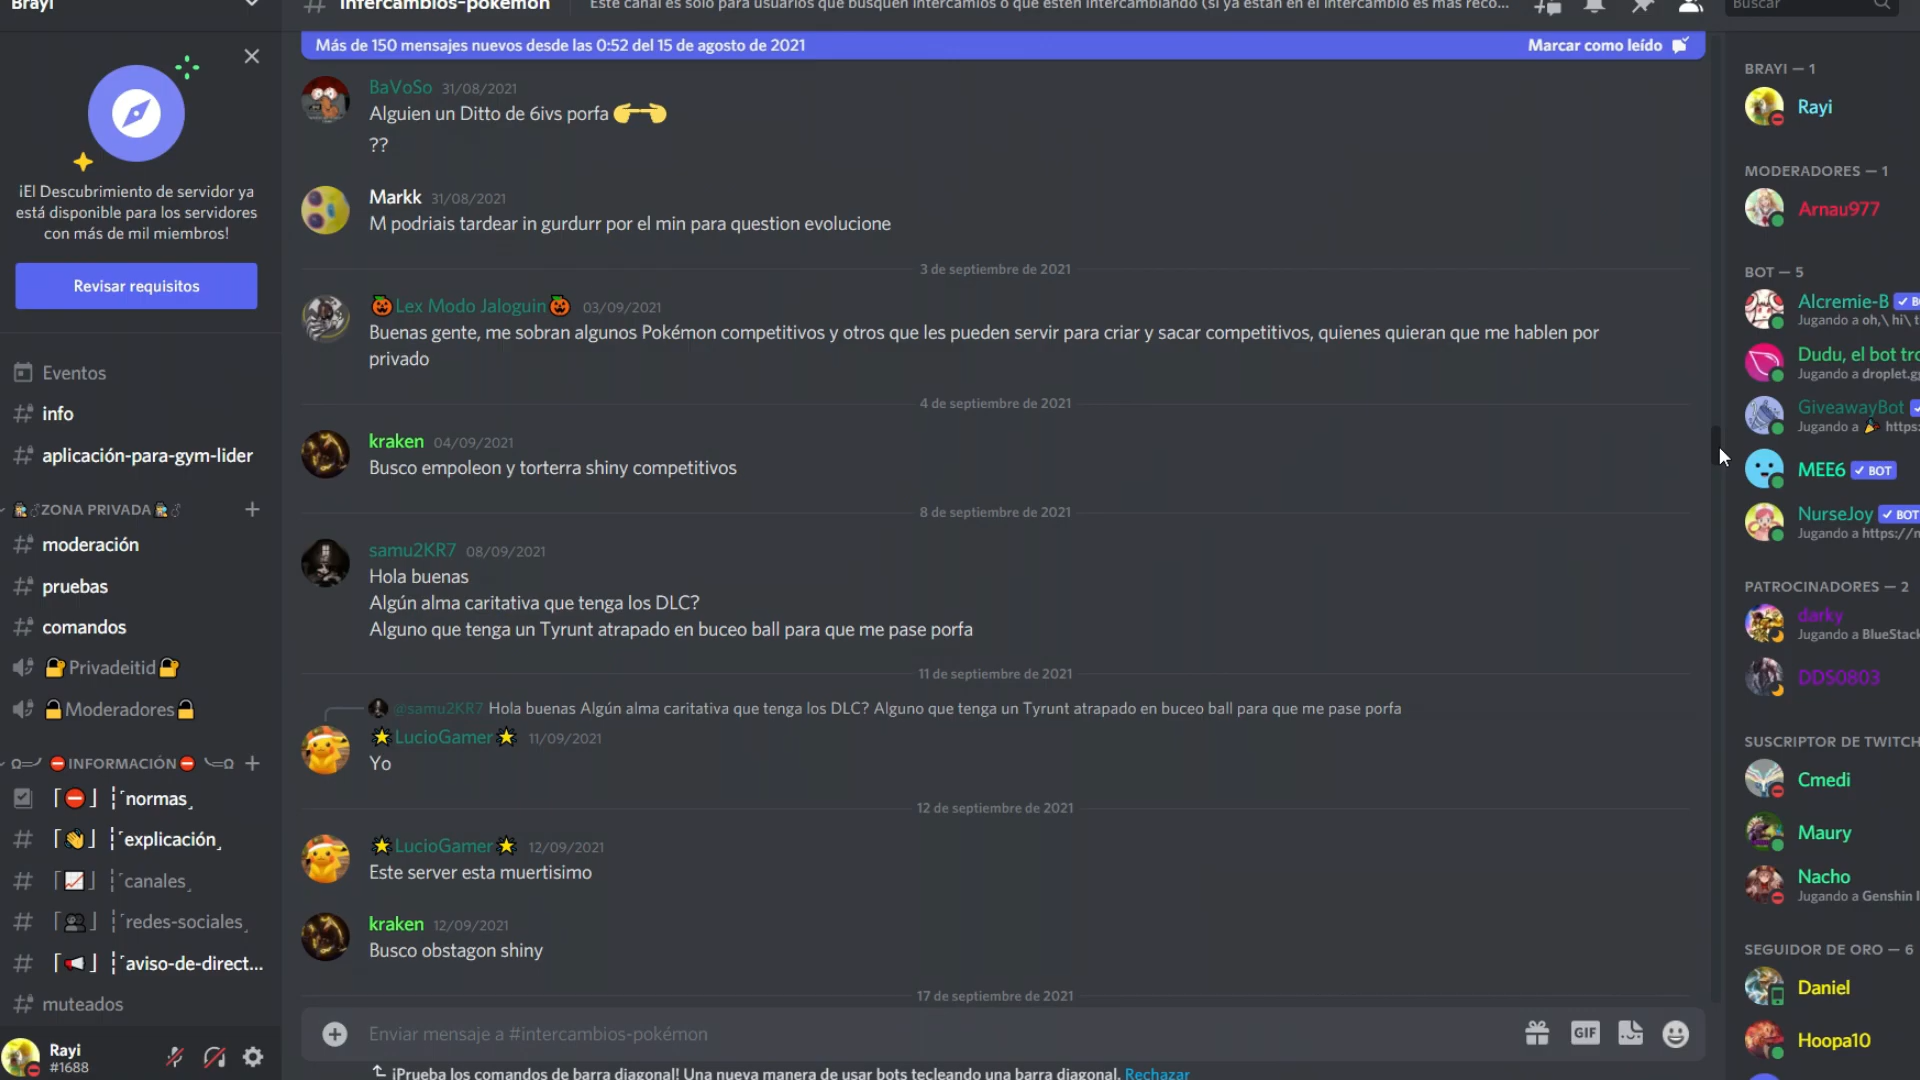 Brayi
intercambios-pokémon
Este canal es sólo para usuarios que busquen intercamios o que estén intercambiando (si ya están en el intercambio es más reco...
Buscar
¡El Descubrimiento de servidor ya
está disponible para los servidores
con más de mil miembros!
Revisar requisitos
Eventos
info
aplicación-para-gym-lider
ZONA PRIVADA
moderación
pruebas
comandos
🔐Privadeitid🔐
🔒Moderadores🔒
⛔INFORMACIÓN⛔
normas
explicación
canales
redes-sociales
aviso-de-direct...
muteados
Rayi
#1688
Más de 150 mensajes nuevos desde las 0:52 del 15 de agosto de 2021
Marcar como leído
BaVoSo 31/08/2021
Alguien un Ditto de 6ivs porfa 👉👈
??
Markk 31/08/2021
M podriais tardear in gurdurr por el min para question evolucione
3 de septiembre de 2021
🎃Lex Modo Jaloguin🎃 03/09/2021
Buenas gente, me sobran algunos Pokémon competitivos y otros que les pueden servir para criar y sacar competitivos, quienes quieran que me hablen por
privado
4 de septiembre de 2021
kraken 04/09/2021
Busco empoleon y torterra shiny competitivos
8 de septiembre de 2021
samu2KR7 08/09/2021
Hola buenas
Algún alma caritativa que tenga los DLC?
Alguno que tenga un Tyrunt atrapado en buceo ball para que me pase porfa
11 de septiembre de 2021
@samu2KR7 Hola buenas Algún alma caritativa que tenga los DLC? Alguno que tenga un Tyrunt atrapado en buceo ball para que me pase porfa
🌟LucioGamer🌟 11/09/2021
Yo
12 de septiembre de 2021
🌟LucioGamer🌟 12/09/2021
Este server esta muertisimo
kraken 12/09/2021
Busco obstagon shiny
17 de septiembre de 2021
Enviar mensaje a #intercambios-pokémon
GIF
¡Prueba los comandos de barra diagonal! Una nueva manera de usar bots tecleando una barra diagonal. Rechazar
BRAYI — 1
Rayi
MODERADORES — 1
Arnau977
BOT — 5
Alcremie-B
Jugando a oh,\ hi\ t
Dudu, el bot tro
Jugando a droplet.g
GiveawayBot
Jugando a 🎉 https:
MEE6 ✓ BOT
NurseJoy ✓ BOT
Jugando a https://n
PATROCINADORES — 2
darky
Jugando a BlueStack
DDS0803
SUSCRIPTOR DE TWITCH
Cmedi
Maury
Nacho
Jugando a Genshin I
SEGUIDOR DE ORO — 6
Daniel
Hoopa10